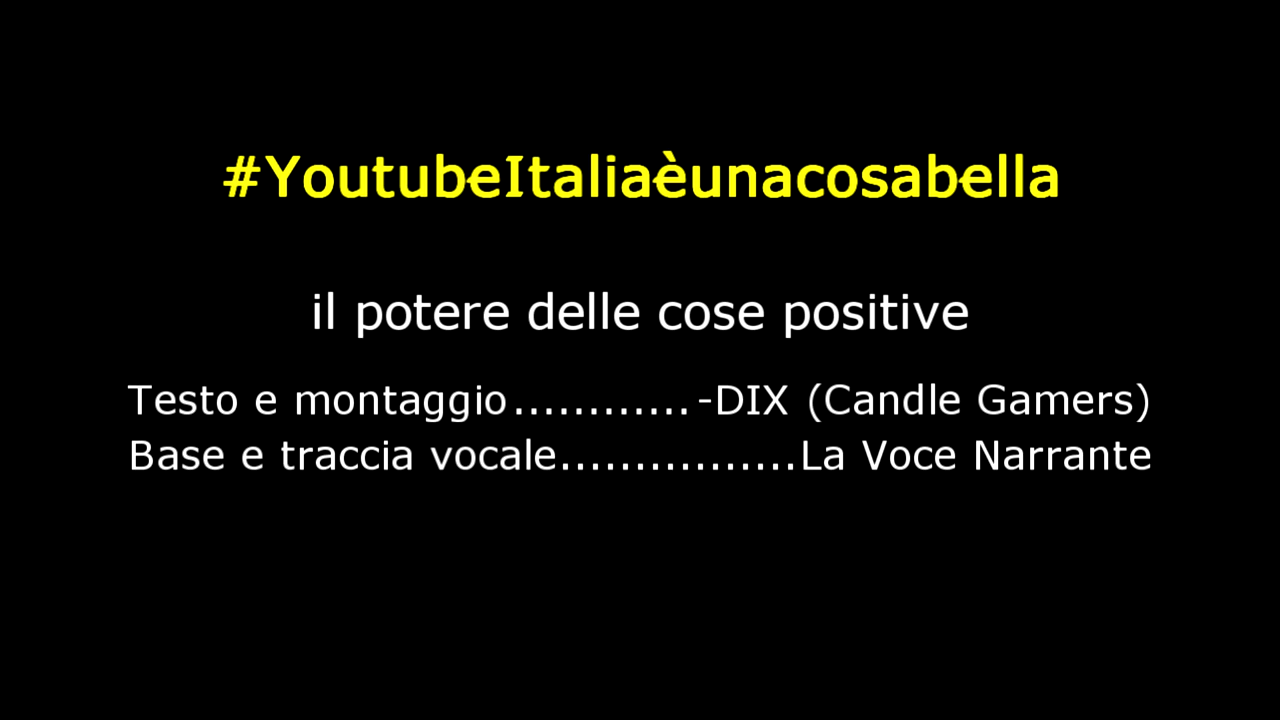 #YoutubeItaliaèunacosabella
il potere delle cose positive
Testo e montaggio............-DIX (Candle Gamers)
Base e traccia vocale................La Voce Narrante